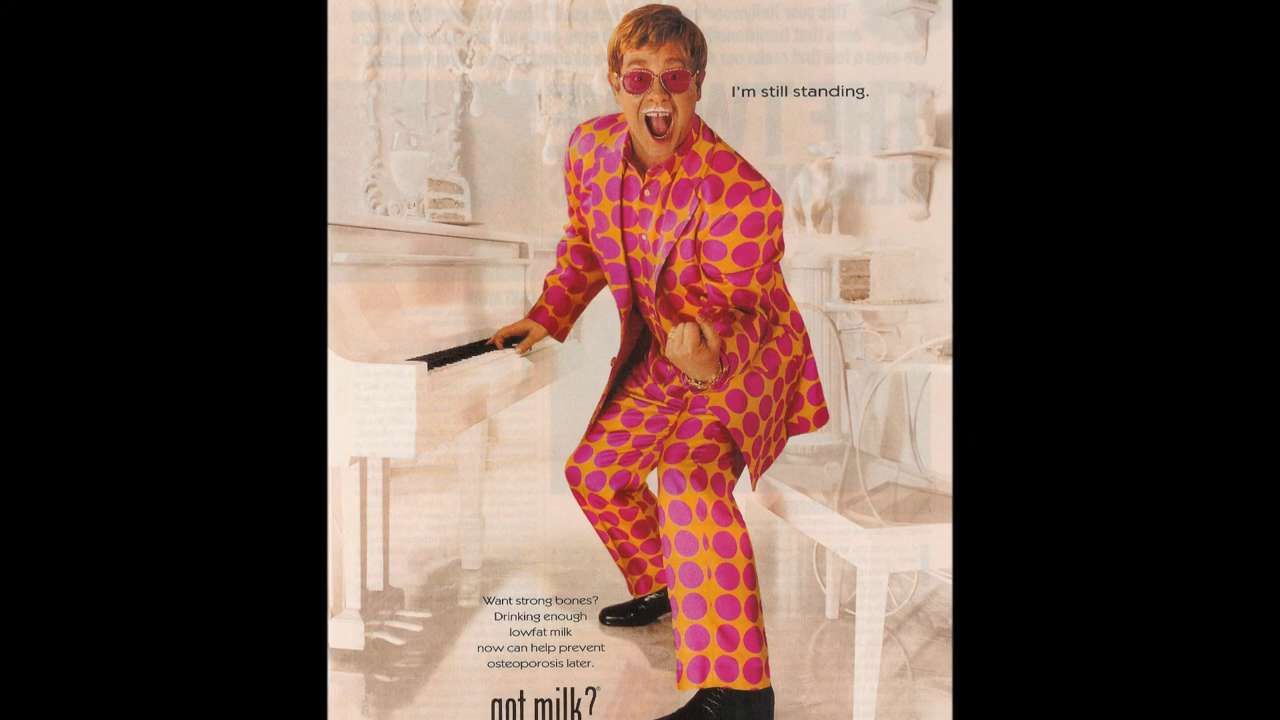 I'm still standing.
Want strong bones?
Drinking enough
lowfat milk
now can help prevent
osteoporosis later.
got milk?®